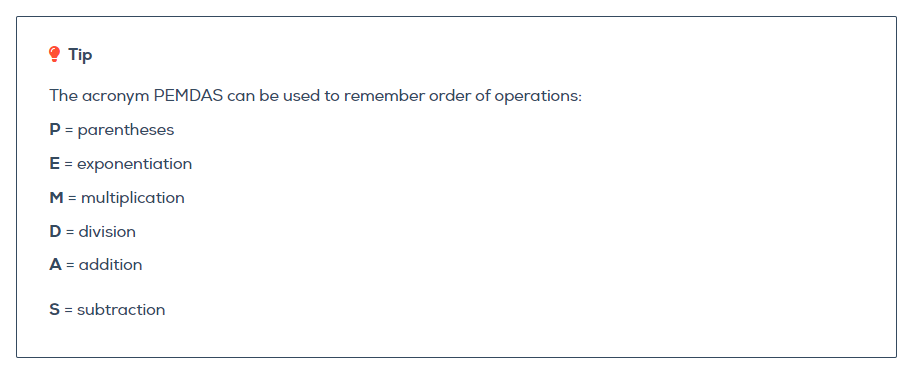 Tip
The acronym PEMDAS can be used to remember order of operations:
P = parentheses
E = exponentiation
M = multiplication
D = division
A = addition
S = subtraction